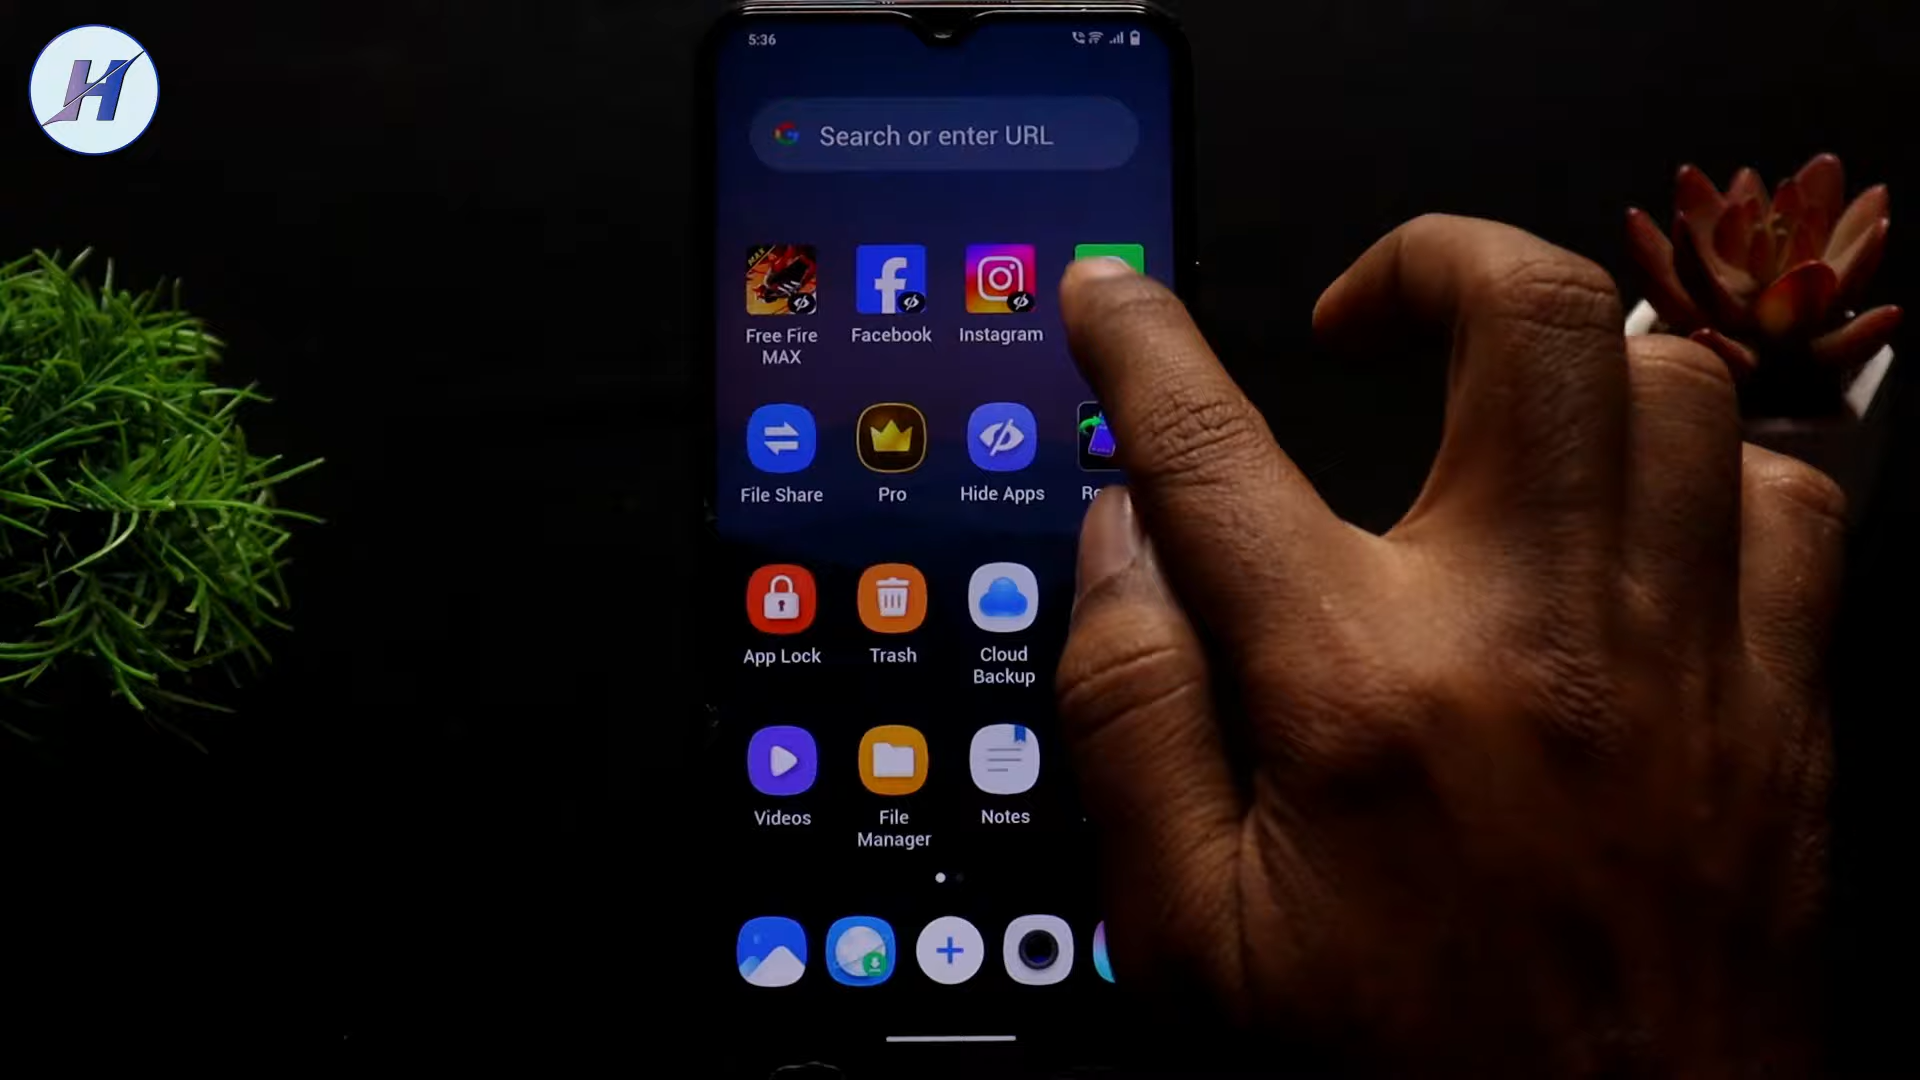 H
5:36
Search or enter URL
MAX
Free Fire
MAX
Facebook
Instagram
File Share
Pro
Hide Apps
App Lock
Trash
Cloud
Backup
Videos
File
Manager
Notes